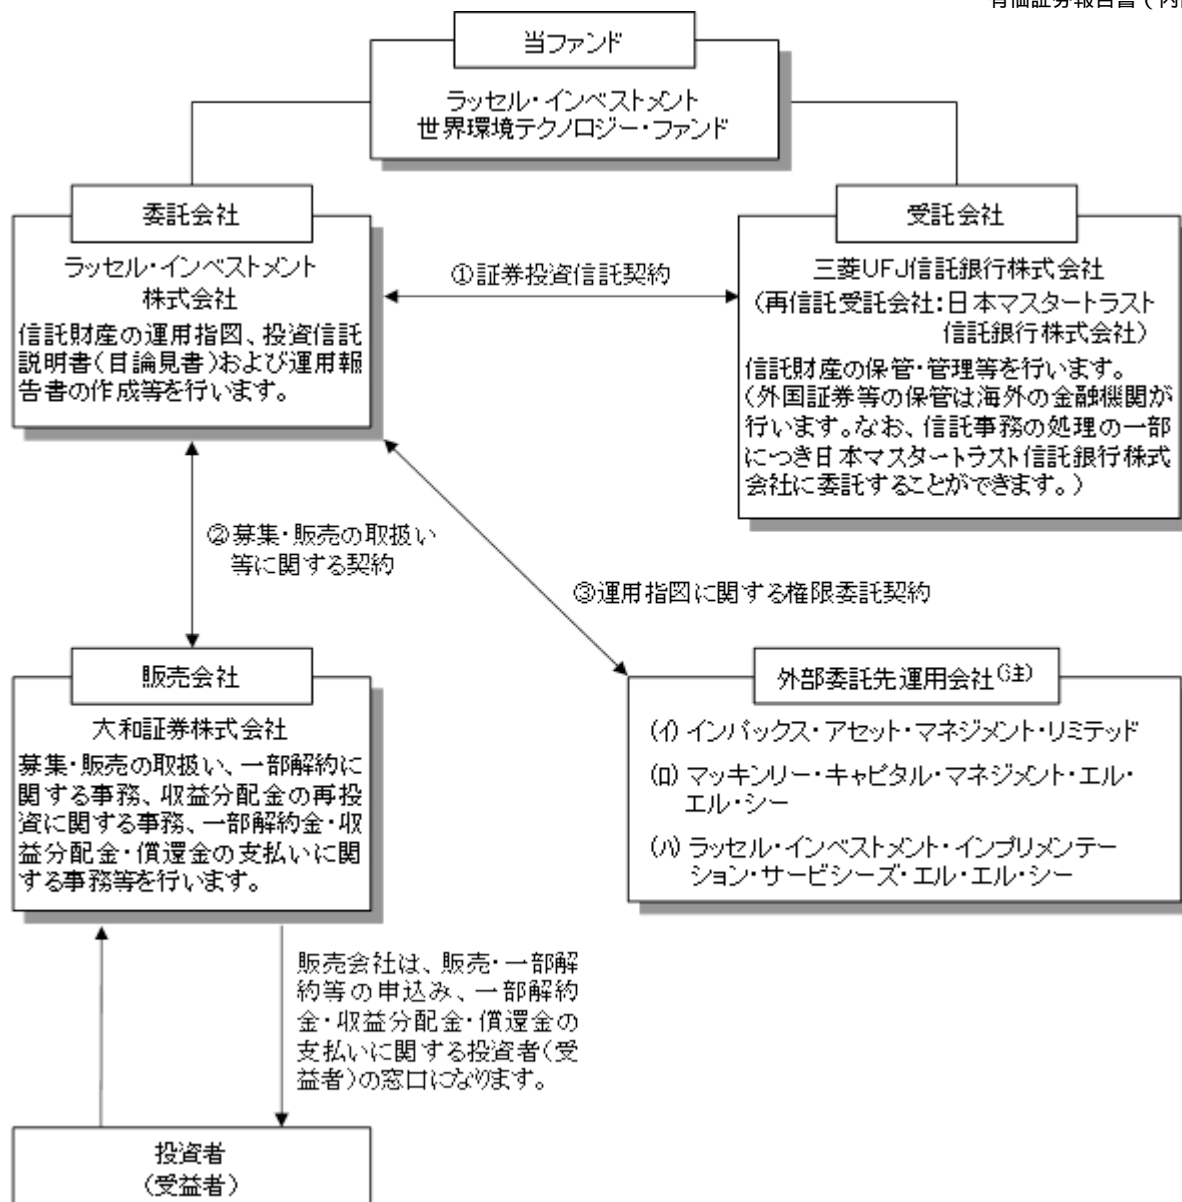 有価証券報告書（内
当ファンド
ラッセル・インベストメント
世界環境テクノロジー・ファンド
委託会社
ラッセル・インベストメント
株式会社
信託財産の運用指図、投資信託
説明書(目論見書)および運用報
告書の作成等を行います。
①証券投資信託契約
受託会社
三菱UFJ信託銀行株式会社
(再信託受託会社:日本マスタートラスト
信託銀行株式会社)
信託財産の保管・管理等を行います。
(外国証券等の保管は海外の金融機関が
行います。なお、信託事務の処理の一部
につき日本マスタートラスト信託銀行株式
会社に委託することができます。)
②募集・販売の取扱い
等に関する契約
③運用指図に関する権限委託契約
販売会社
大和証券株式会社
募集・販売の取扱い、一部解約に
関する事務、収益分配金の再投
資に関する事務、一部解約金・収
益分配金・償還金の支払いに関
する事務等を行います。
外部委託先運用会社(注)
(イ) インパックス・アセット・マネジメント・リミテッド
(ロ) マッキンリー・キャピタル・マネジメント・エル・
エル・シー
(ハ) ラッセル・インベストメント・インプリメンテー
ション・サービシーズ・エル・エル・シー
販売会社は、販売・一部解
約等の申込み、一部解約
金・収益分配金・償還金の
支払いに関する投資者(受
益者)の窓口になります。
投資者
(受益者)